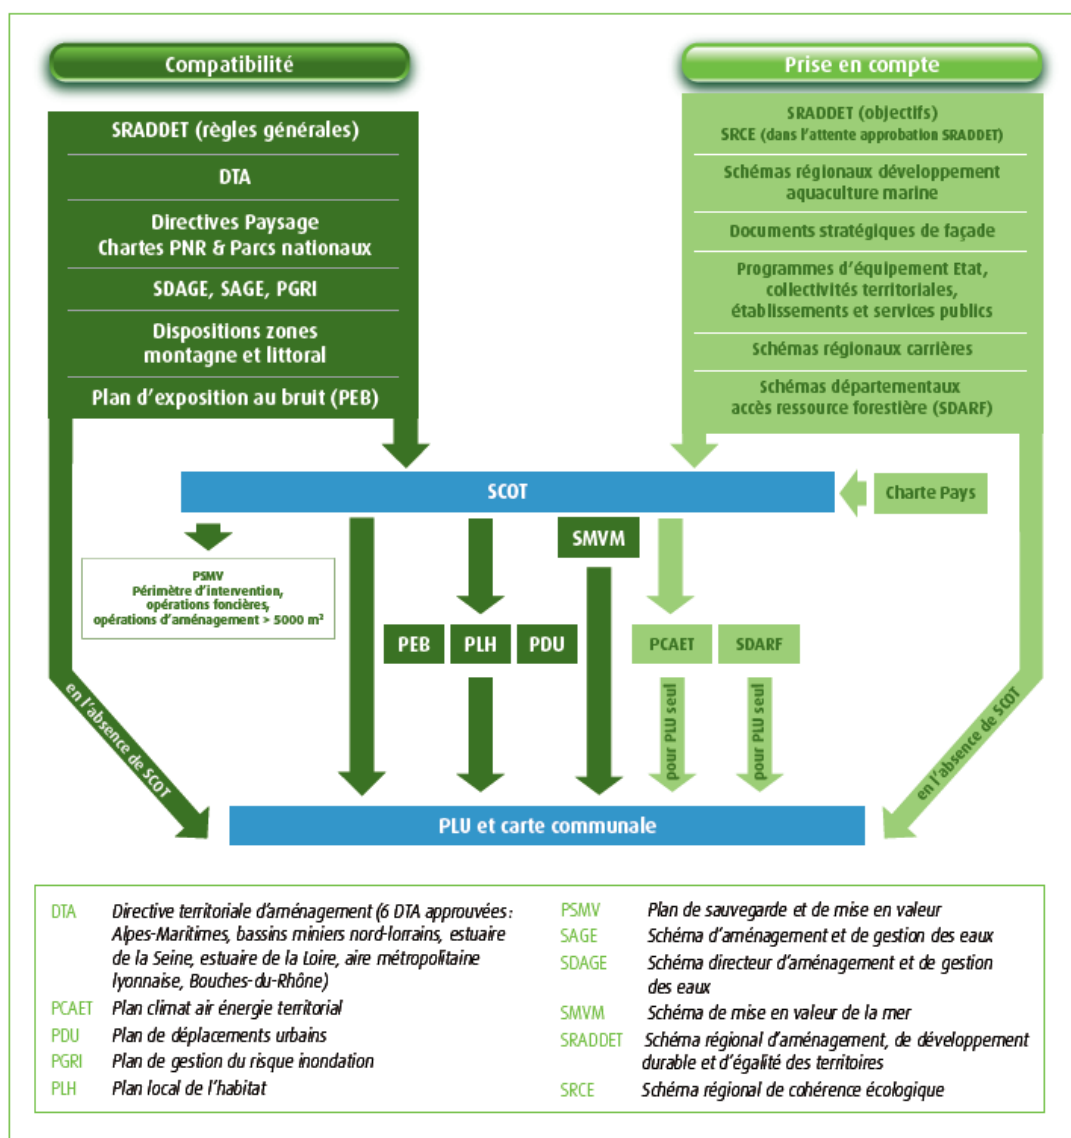 Compatibilité
SRADDET (règles générales)
DTA
Directives Paysage
Chartes PNR & Parcs nationaux
SDAGE, SAGE, PGRI
Dispositions zones
montagne et littoral
Plan d'exposition au bruit (PEB)
Prise en compte
SRADDET (objectifs)
SRCE (dans l'attente approbation SRADDET)
Schémas régionaux développement
aquaculture marine
Documents stratégiques de façade
Programmes d'équipement Etat,
collectivités territoriales,
établissements et services publics
Schémas régionaux carrières
Schémas départementaux
accès ressource forestière (SDARF)
SCOT
Charte Pays
PSMV
Périmètre d'intervention,
opérations foncières,
opérations d'aménagement > 5000 m²
SMVM
PEB
PLH
PDU
PCAET
SDARF
pour PLU seul
pour PLU seul
en l'absence de SCOT
en l'absence de SCOT
PLU et carte communale
DTA Directive territoriale d'aménagement (6 DTA approuvées :
Alpes-Maritimes, bassins miniers nord-lorrains, estuaire
de la Seine, estuaire de la Loire, aire métropolitaine
lyonnaise, Bouches-du-Rhône)
PCAET Plan climat air énergie territorial
PDU Plan de déplacements urbains
PGRI Plan de gestion du risque inondation
PLH Plan local de l'habitat
PSMV Plan de sauvegarde et de mise en valeur
SAGE Schéma d'aménagement et de gestion des eaux
SDAGE Schéma directeur d'aménagement et de gestion
des eaux
SMVM Schéma de mise en valeur de la mer
SRADDET Schéma régional d'aménagement, de développement
durable et d'égalité des territoires
SRCE Schéma régional de cohérence écologique